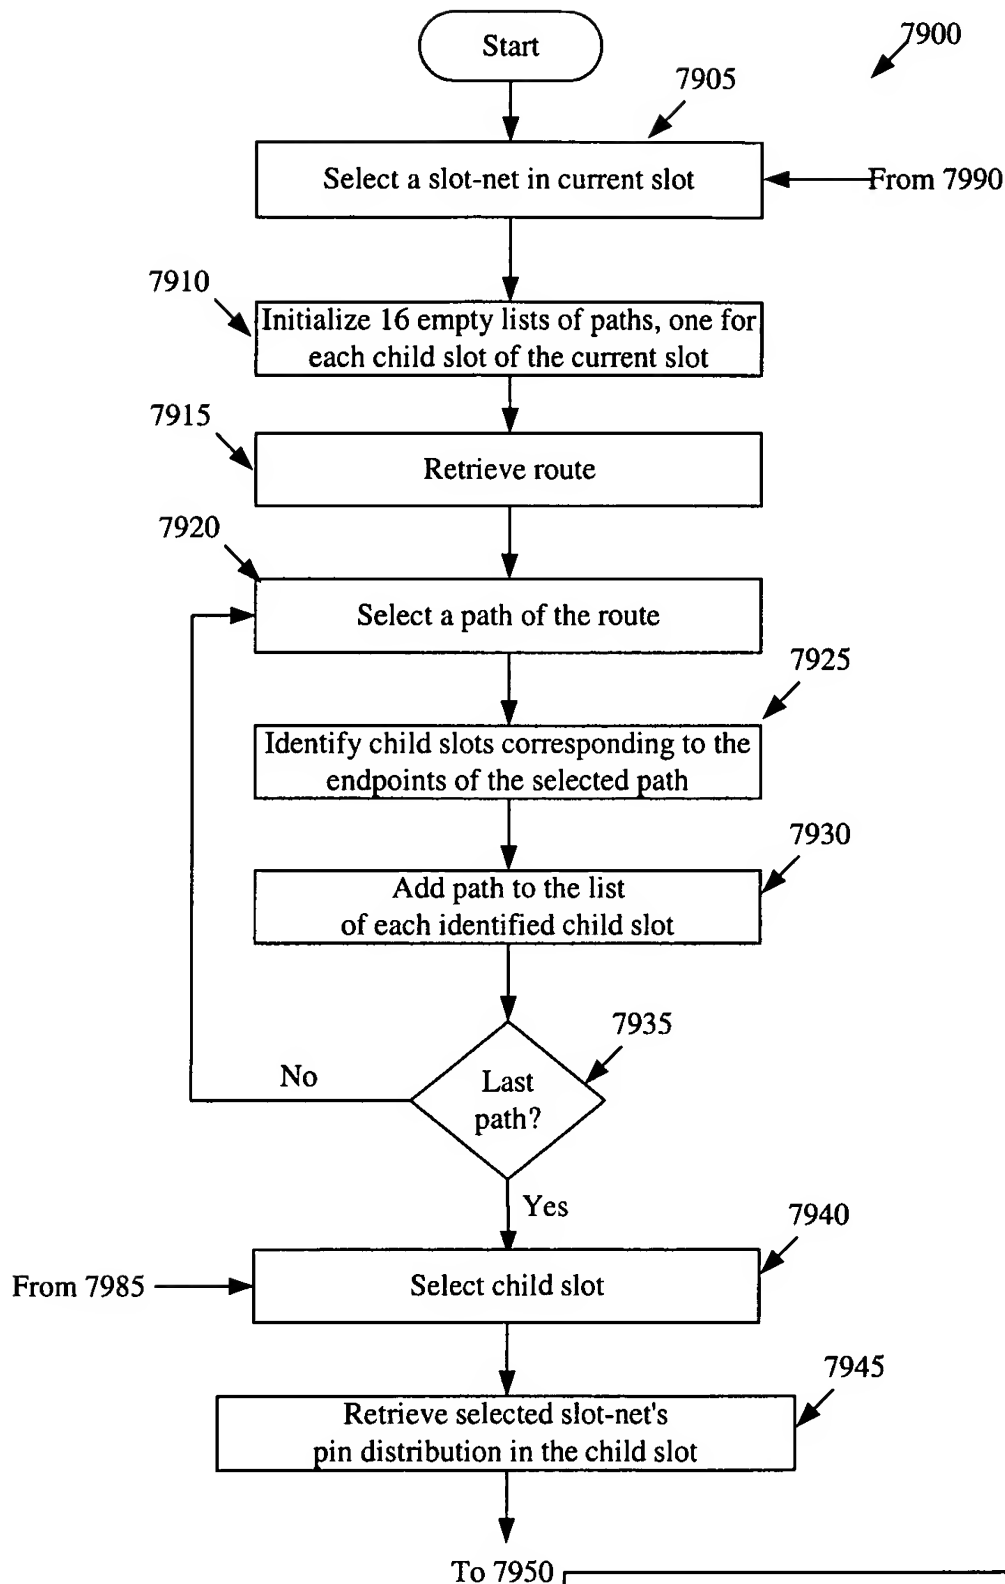 Start
7900
7905
Select a slot-net in current slot
From 7990
7910
Initialize 16 empty lists of paths, one for
each child slot of the current slot
7915
Retrieve route
7920
Select a path of the route
7925
Identify child slots corresponding to the
endpoints of the selected path
7930
Add path to the list
of each identified child slot
7935
Last
path?
No
Yes
7940
From 7985
Select child slot
7945
Retrieve selected slot-net's
pin distribution in the child slot
To 7950